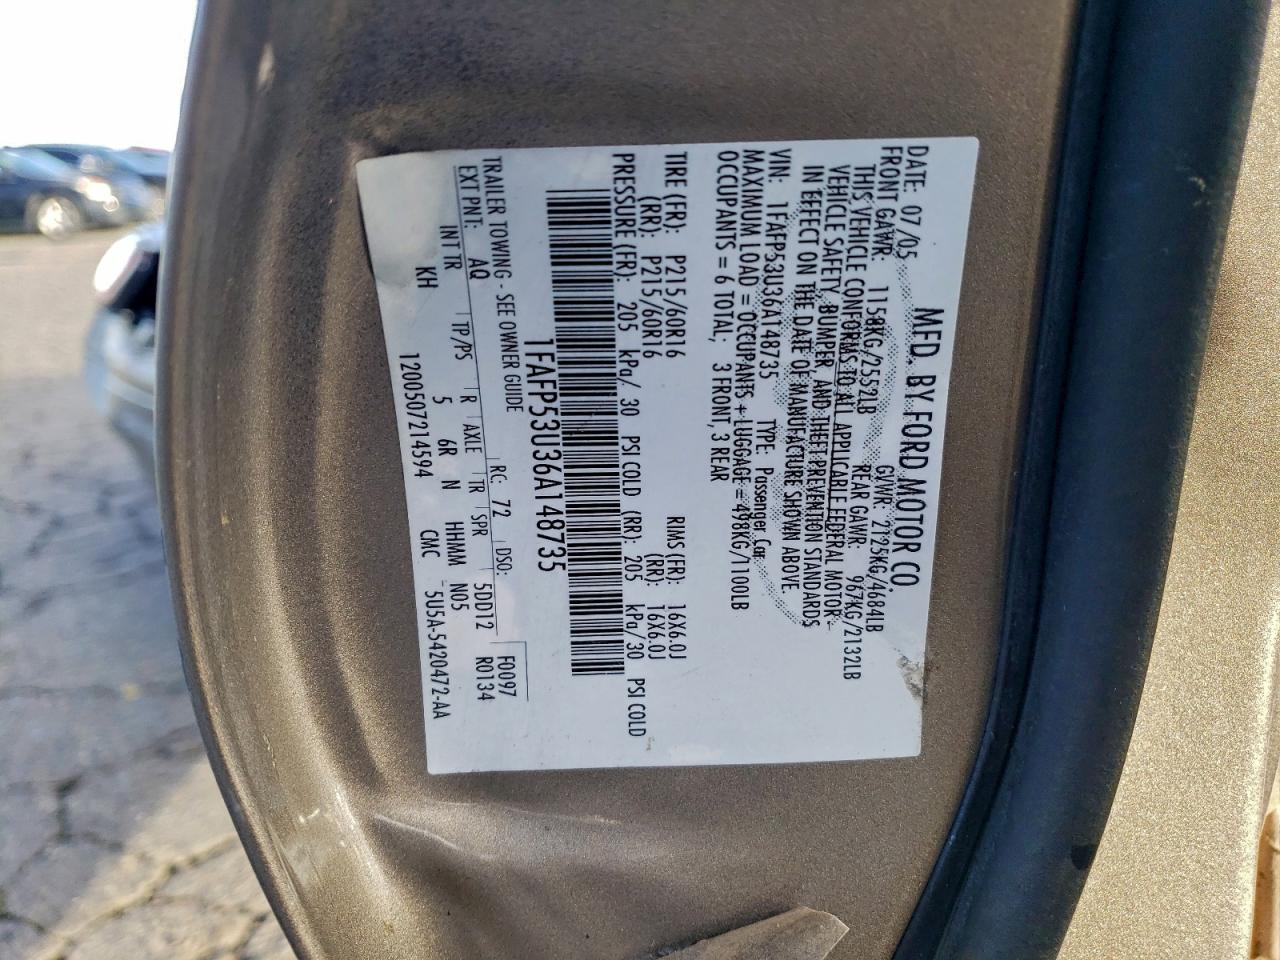 MFD. BY FORD MOTOR CO.
DATE: 07/05 GVWR: 2125KG/4684LB
FRONT GAWR: 1158KG/2552LB REAR GAWR: 967KG/2132LB
THIS VEHICLE CONFORMS TO ALL APPLICABLE FEDERAL MOTOR
VEHICLE SAFETY, BUMPER, AND THEFT PREVENTION STANDARDS
IN EFFECT ON THE DATE OF MANUFACTURE SHOWN ABOVE
VIN: 1FAFP53U36A148735 TYPE: Passenger Car
MAXIMUM LOAD = OCCUPANTS + LUGGAGE = 498KG/1100LB
OCCUPANTS = 6 TOTAL, 3 FRONT, 3 REAR
TIRE (FR): P215/60R16 RIMS (FR): 16X6.0J
(RR): P215/60R16 (RR): 16X6.0J
PRESSURE (FR): 205 kPa/ 30 PSI COLD (RR): 205 kPa/30 PSI COLD
1FAFP53U36A148735
TRAILER TOWING - SEE OWNER GUIDE F0097
RC: 72 DSO: R0134
EXT PNT: AQ 5DD12
INT TR TP/PS R AXLE TR SPR N05
KH 5 6R N HHMM
1200507214594 CMC 5U5A-5420472-AA